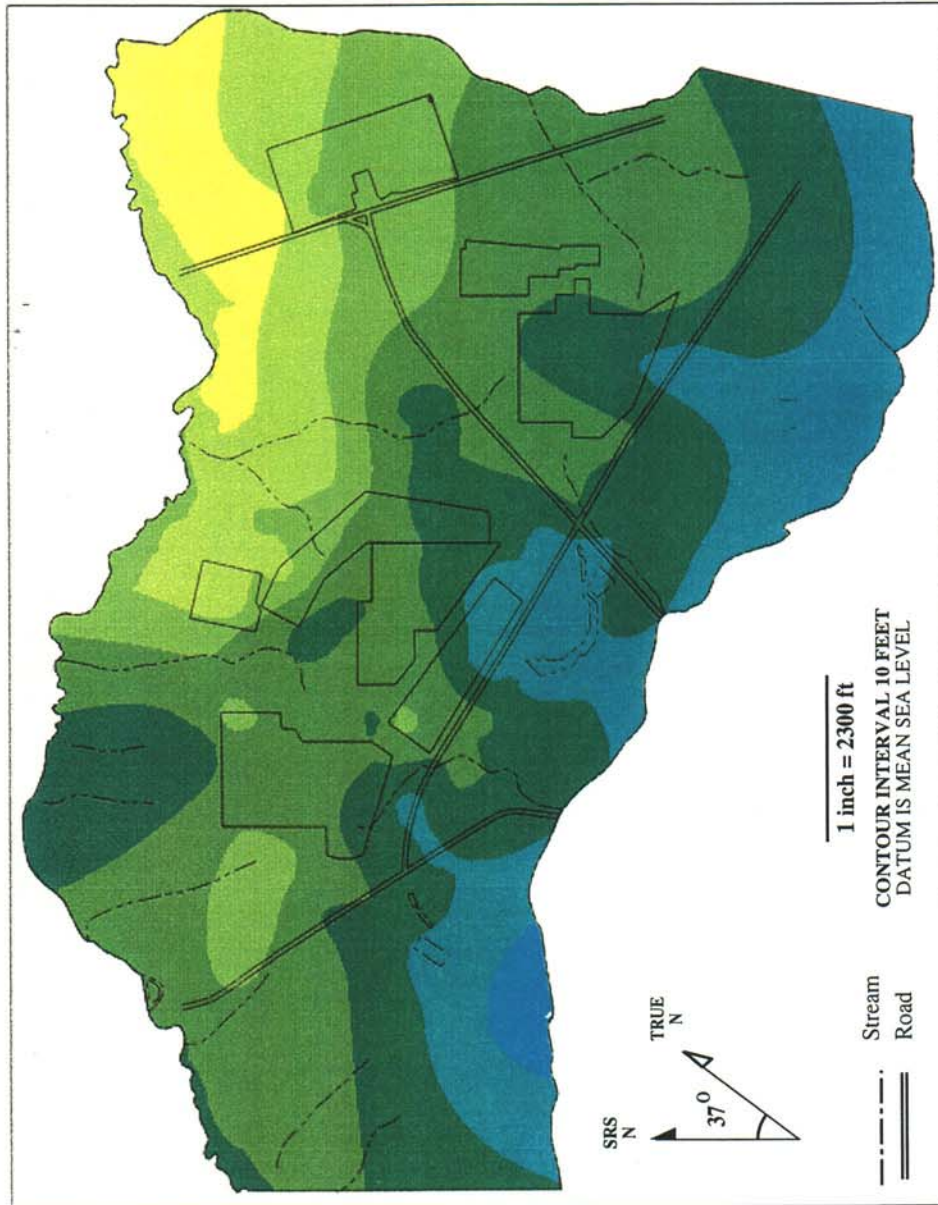 1 inch = 2300 ft
CONTOUR INTERVAL 10 FEET
DATUM IS MEAN SEA LEVEL
SRS
N
TRUE
N
37°
Stream
Road